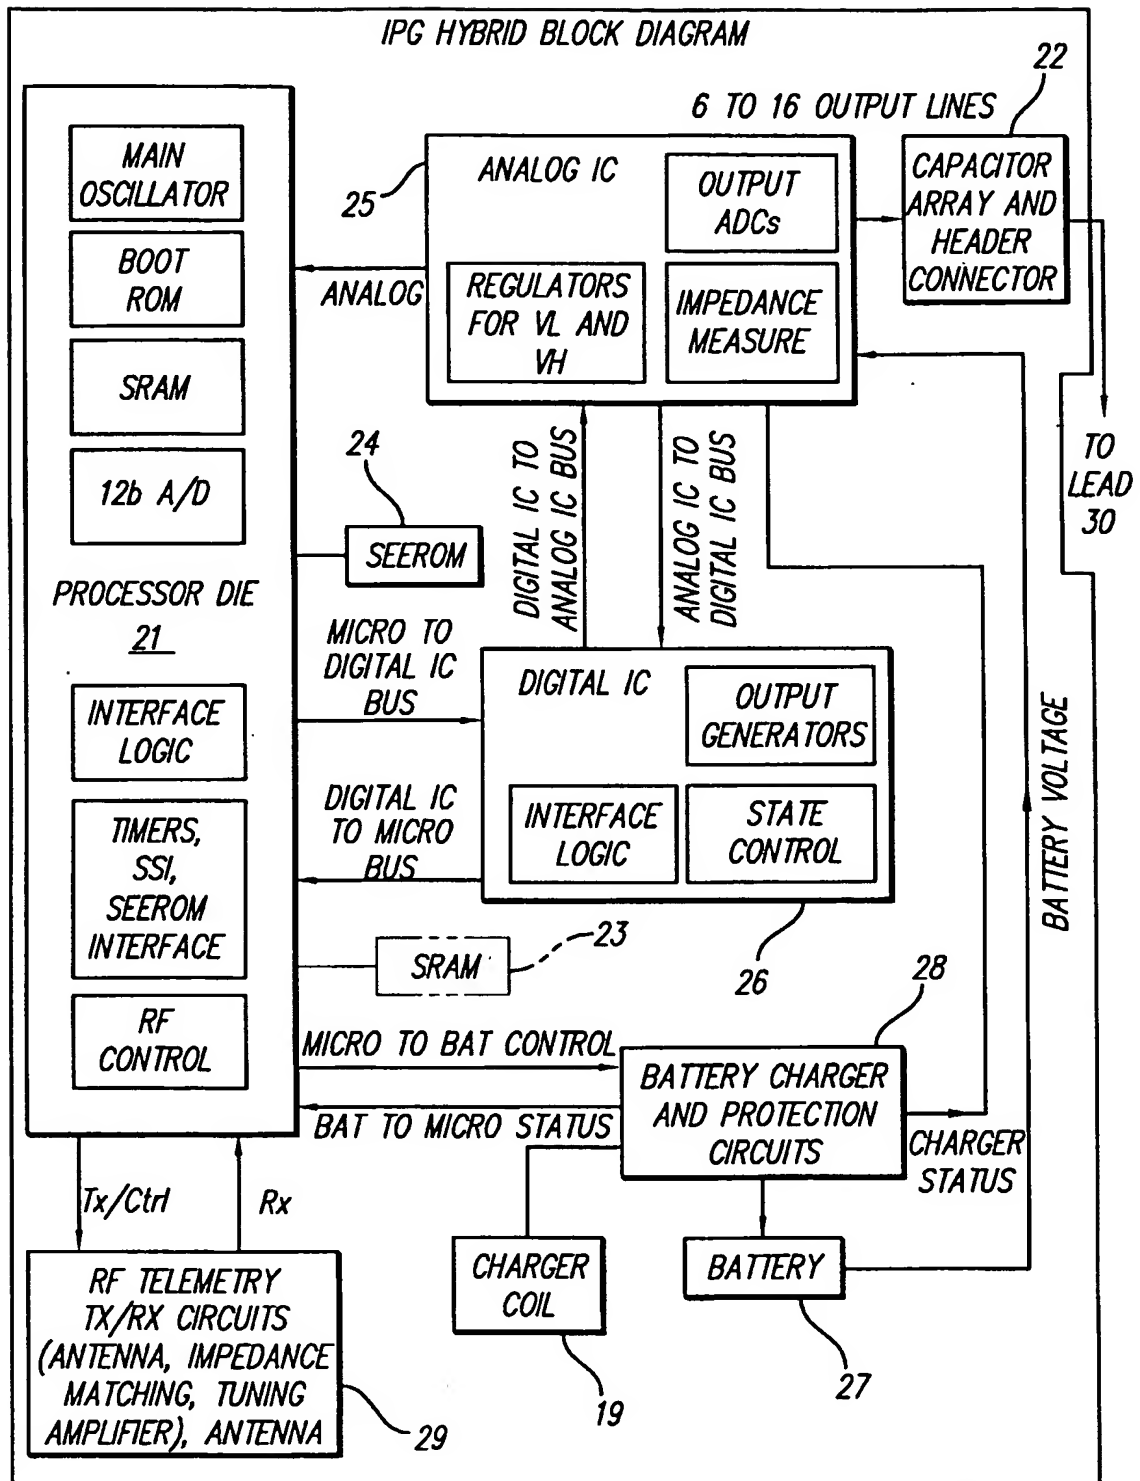 IPG HYBRID BLOCK DIAGRAM
22
6 TO 16 OUTPUT LINES
MAIN
OSCILLATOR
BOOT
ROM
SRAM
12b A/D
PROCESSOR DIE
21
INTERFACE
LOGIC
TIMERS,
SSI,
SEEROM
INTERFACE
RF
CONTROL
25
ANALOG IC
OUTPUT
ADCs
REGULATORS
FOR VL AND
VH
IMPEDANCE
MEASURE
CAPACITOR
ARRAY AND
HEADER
CONNECTOR
ANALOG
TO
LEAD
30
24
SEEROM
DIGITAL IC TO
ANALOG IC BUS
ANALOG IC TO
DIGITAL IC BUS
MICRO TO
DIGITAL IC
BUS
DIGITAL IC
OUTPUT
GENERATORS
INTERFACE
LOGIC
STATE
CONTROL
DIGITAL IC
TO MICRO
BUS
BATTERY VOLTAGE
SRAM
23
26
28
MICRO TO BAT CONTROL
BAT TO MICRO STATUS
BATTERY CHARGER
AND PROTECTION
CIRCUITS
CHARGER
STATUS
Tx/Ctrl
Rx
RF TELEMETRY
TX/RX CIRCUITS
(ANTENNA, IMPEDANCE
MATCHING, TUNING
AMPLIFIER), ANTENNA
29
CHARGER
COIL
19
BATTERY
27